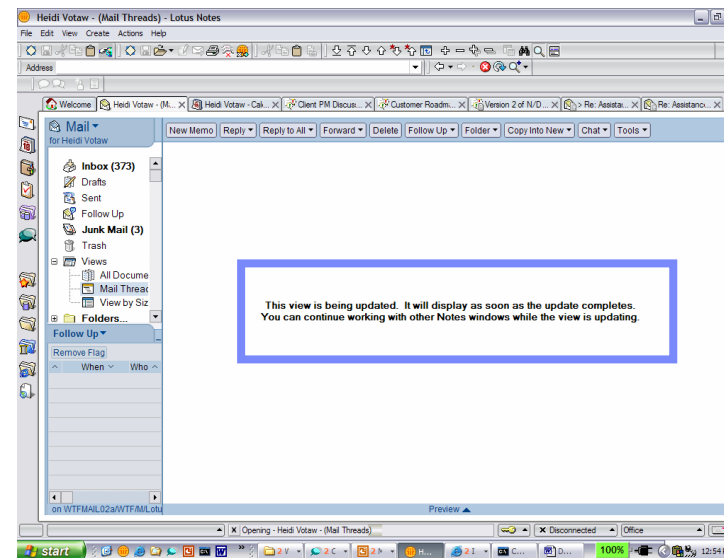 Heidi Votaw - (Mail Threads) - Lotus Notes
File Edit View Create Actions Help
Address
Welcome Heidi Votaw - (M... Heidi Votaw - Cal... Client PM Discus... Customer Roadm... Version 2 of N/D ... > Re: Assistai... Re: Assistanc...
Mail
for Heidi Votaw
New Memo Reply Reply to All Forward Delete Follow Up Folder Copy Into New Chat Tools
Inbox (373)
Drafts
Sent
Follow Up
Junk Mail (3)
Trash
Views
All Docume
Mail Threac
View by Siz
Folders...
This view is being updated. It will display as soon as the update completes.
You can continue working with other Notes windows while the view is updating.
Follow Up
Remove Flag
When Who
on WTFMAIL02a/WTF/M/Lotu
Preview
Opening - Heidi Votaw - (Mail Threads)
Disconnected Office
start 2 V 2 C 2 N H... 2 I C... D... 100% 12:54